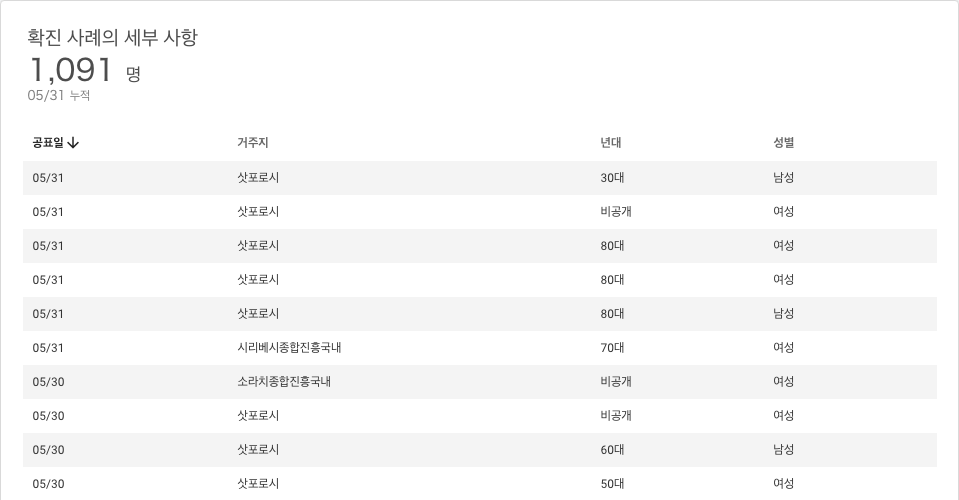 확진 사례의 세부 사항
1,091 명
05/31 누적
공표일 거주지 년대 성별
05/31 삿포로시 30대 남성
05/31 삿포로시 비공개 여성
05/31 삿포로시 80대 여성
05/31 삿포로시 80대 여성
05/31 삿포로시 80대 남성
05/31 시리베시종합진흥국내 70대 여성
05/30 소라치종합진흥국내 비공개 여성
05/30 삿포로시 비공개 여성
05/30 삿포로시 60대 남성
05/30 삿포로시 50대 여성